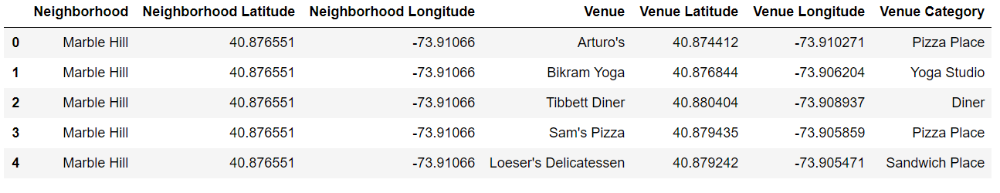 Neighborhood Neighborhood Latitude Neighborhood Longitude Venue Venue Latitude Venue Longitude Venue Category
0 Marble Hill 40.876551 -73.91066 Arturo's 40.874412 -73.910271 Pizza Place
1 Marble Hill 40.876551 -73.91066 Bikram Yoga 40.876844 -73.906204 Yoga Studio
2 Marble Hill 40.876551 -73.91066 Tibbett Diner 40.880404 -73.908937 Diner
3 Marble Hill 40.876551 -73.91066 Sam's Pizza 40.879435 -73.905859 Pizza Place
4 Marble Hill 40.876551 -73.91066 Loeser's Delicatessen 40.879242 -73.905471 Sandwich Place